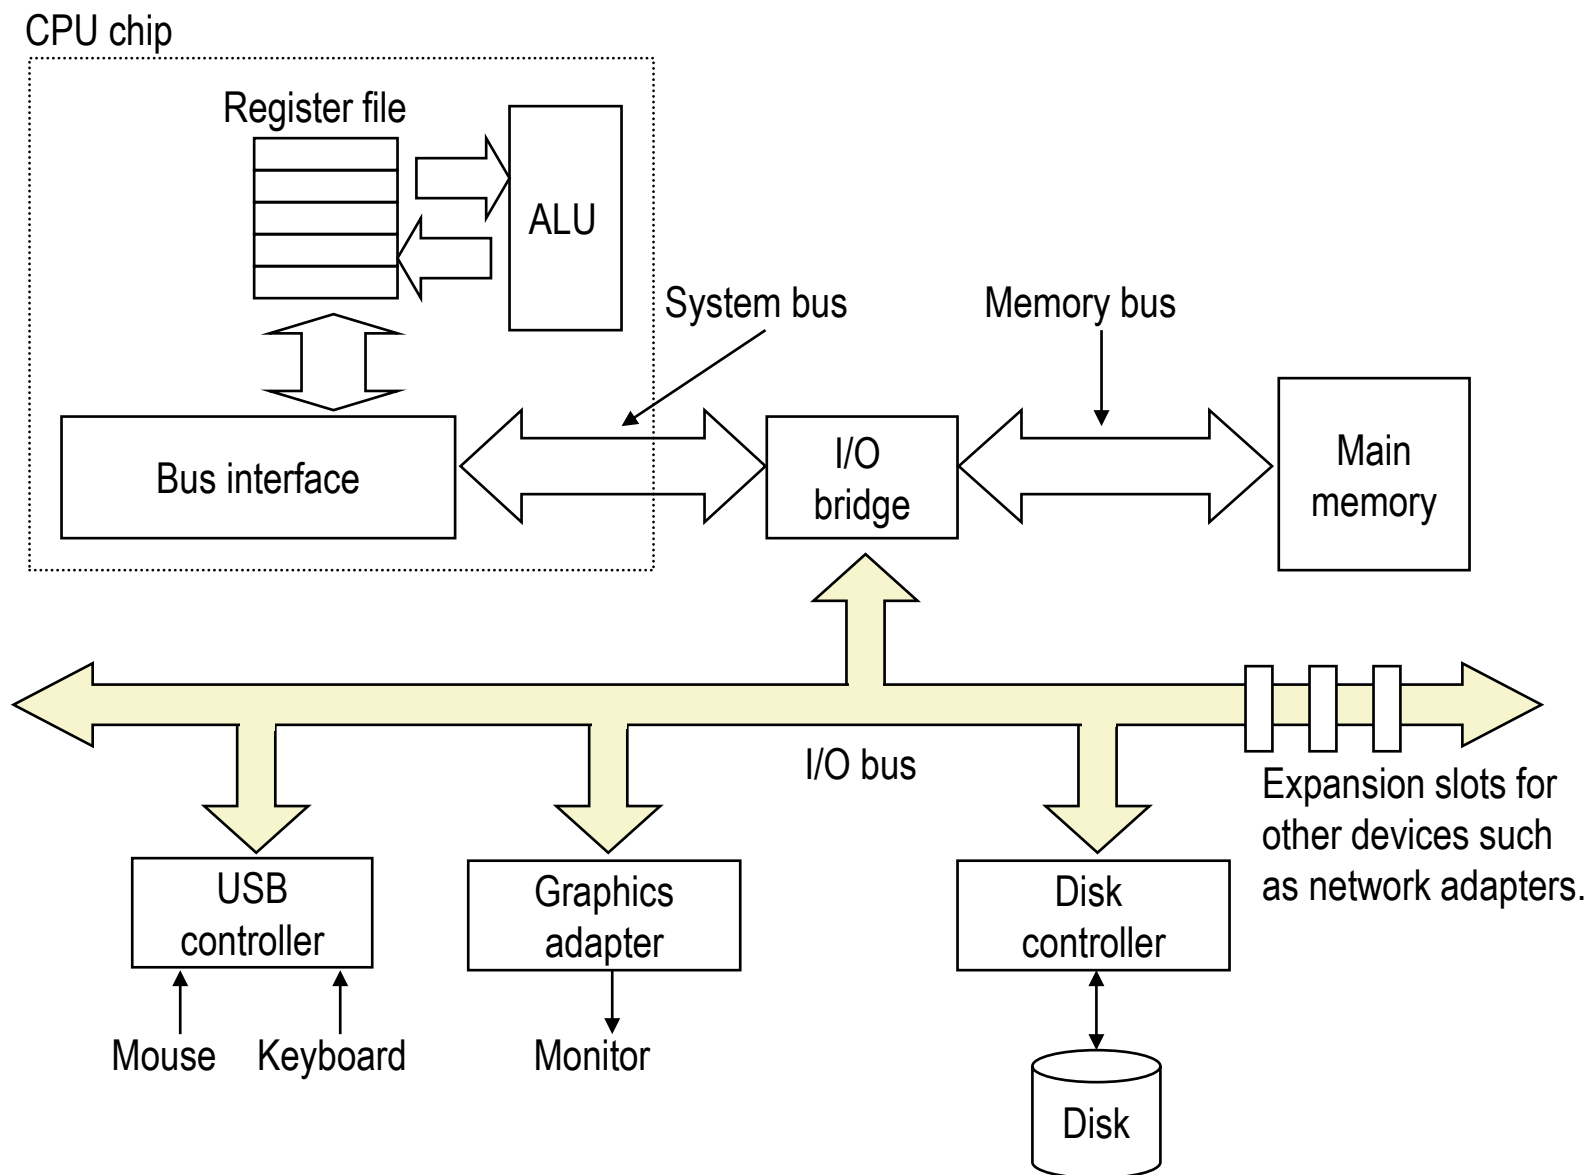 CPU chip
Register file
ALU
System bus
Memory bus
Bus interface
I/O
bridge
Main
memory
I/O bus
Expansion slots for
other devices such
as network adapters.
USB
controller
Graphics
adapter
Disk
controller
Mouse
Keyboard
Monitor
Disk